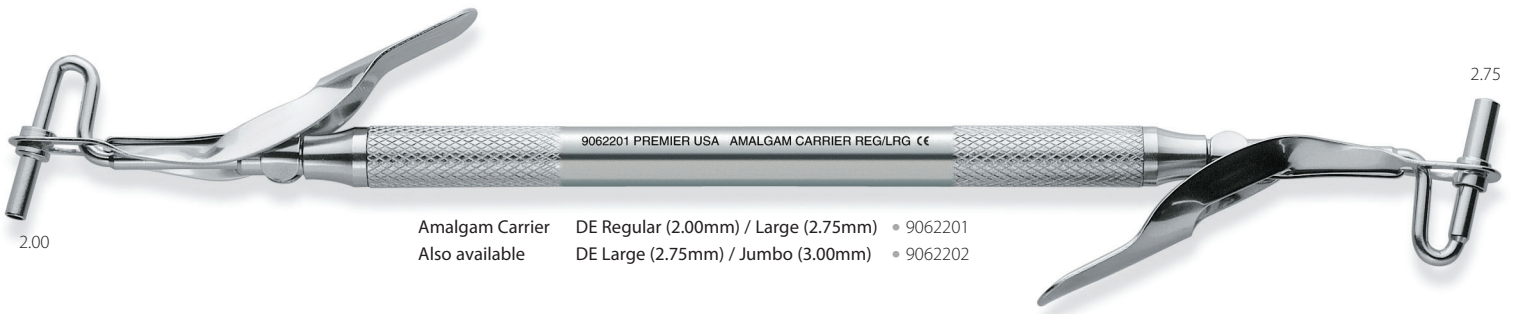 2.75
9062201 PREMIER USA AMALGAM CARRIER REG/LRG CE
2.00
Amalgam Carrier DE Regular (2.00mm) / Large (2.75mm) • 9062201
Also available DE Large (2.75mm) / Jumbo (3.00mm) • 9062202